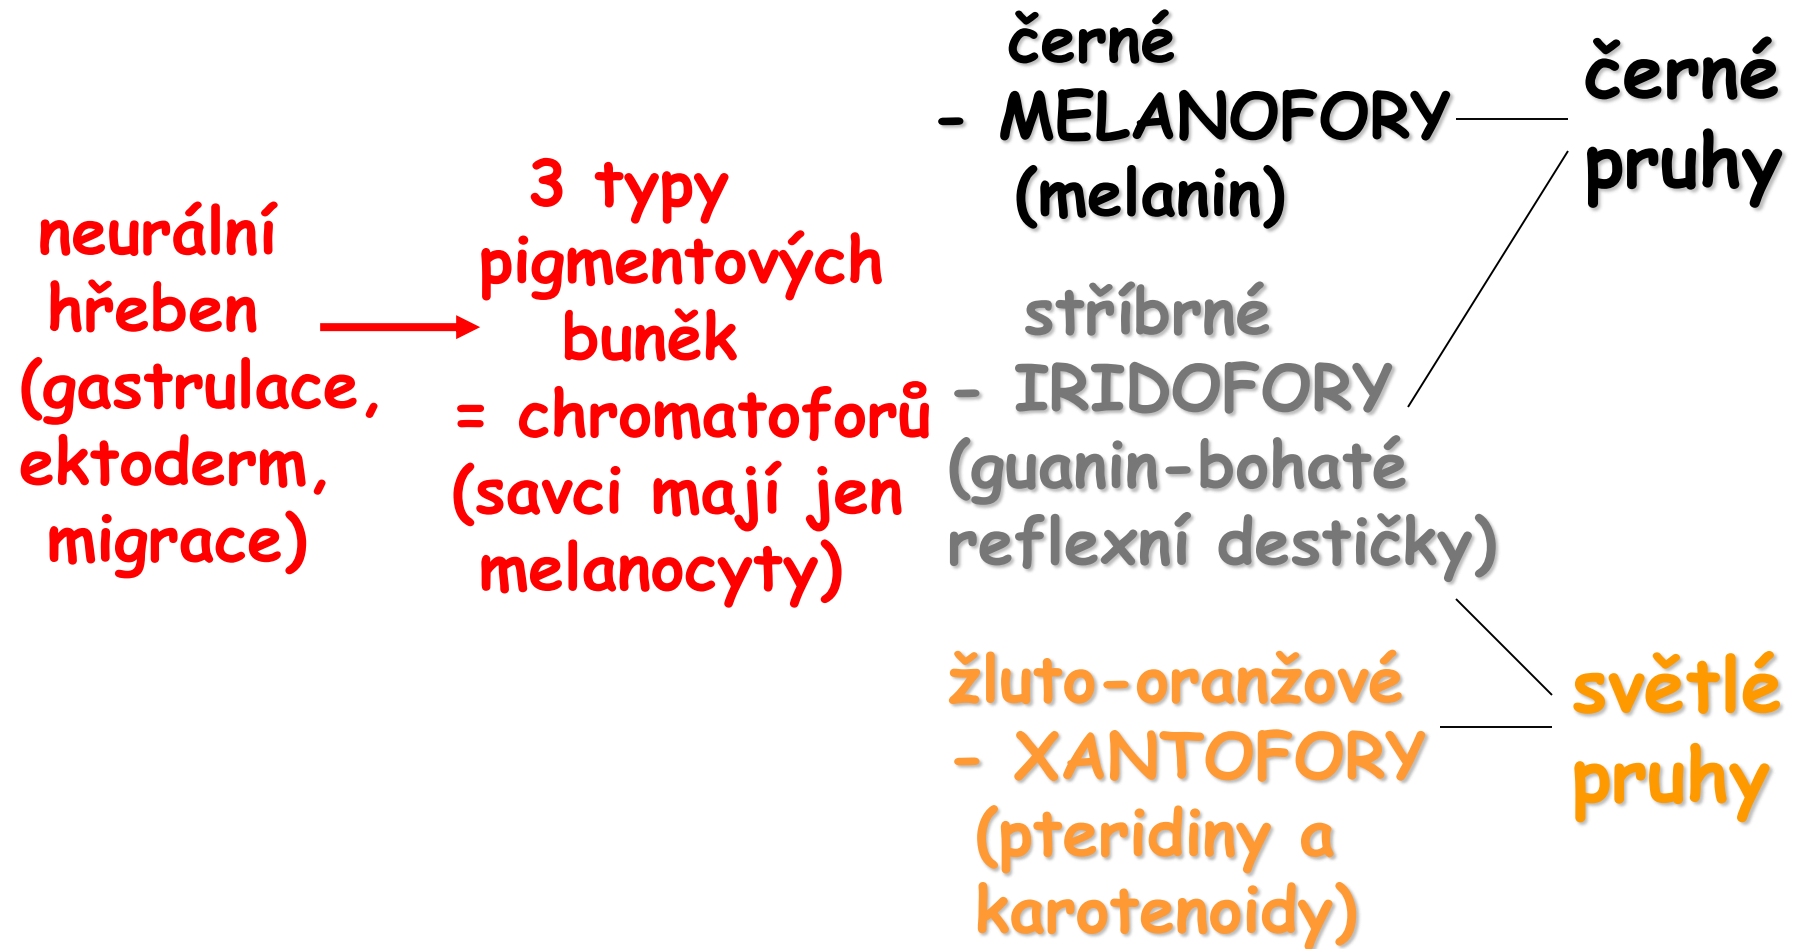 neurální
hřeben
(gastrulace,
ektoderm,
migrace)
3 typy
pigmentových
buněk
= chromatoforů
(savci mají jen
melanocyty)
černé
- MELANOFORY
(melanin)
stříbrné
- IRIDOFORY
(guanin-bohaté
reflexní destičky)
žluto-oranžové
- XANTOFORY
(pteridiny a
karotenoidy)
černé
pruhy
světlé
pruhy